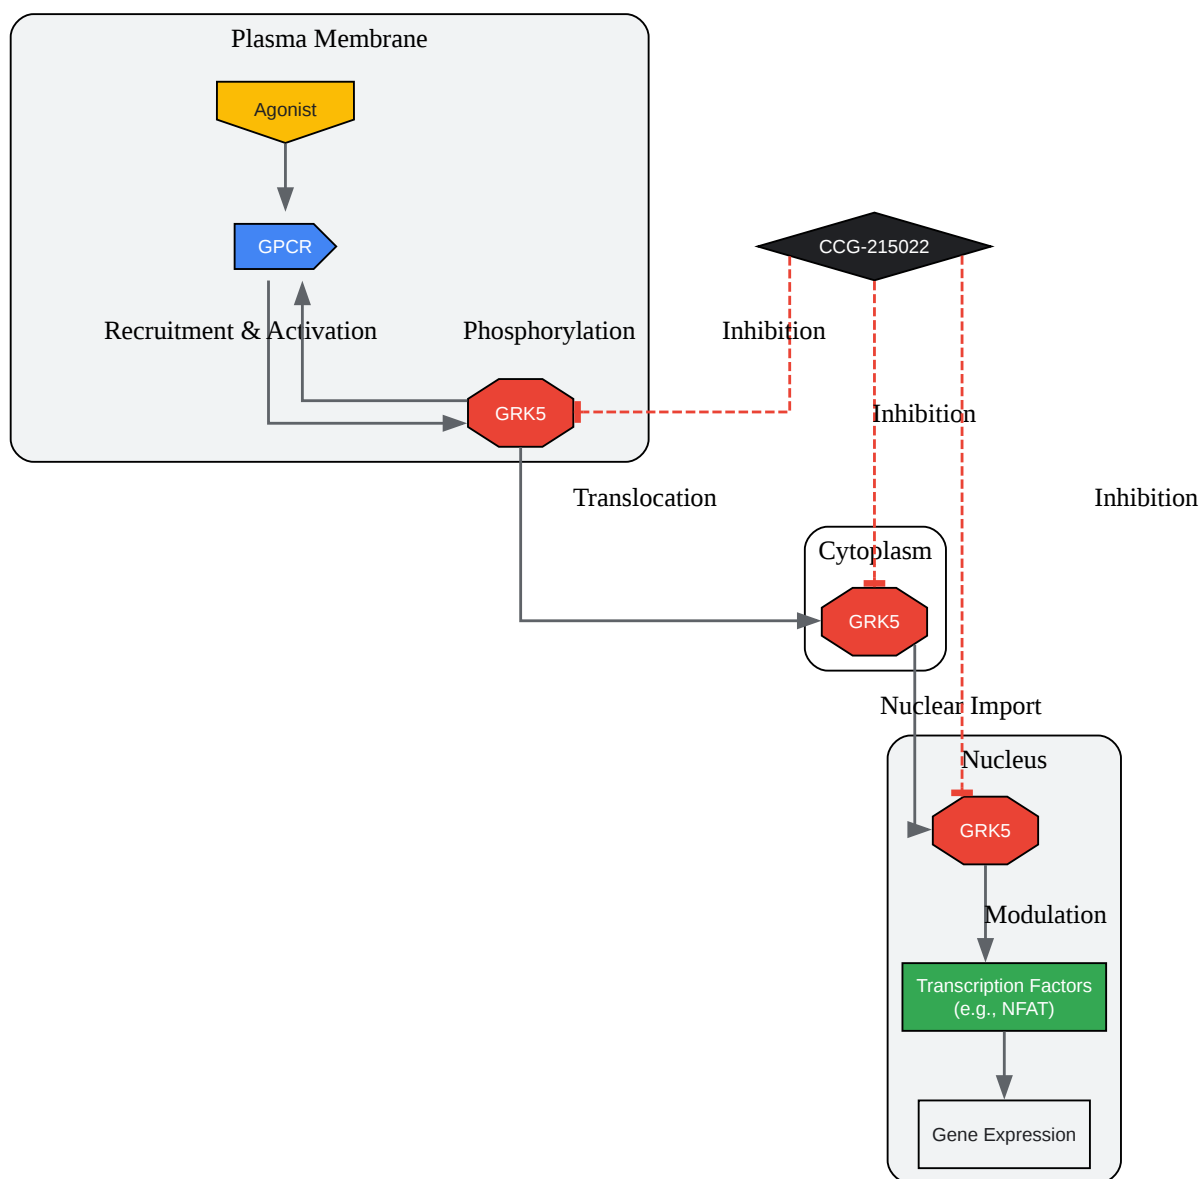 Plasma Membrane
Agonist
GPCR
CCG-215022
Recruitment & Activation
Phosphorylation
Inhibition
GRK5
Inhibition
Translocation
Inhibition
Cytoplasm
GRK5
Nuclear Import
Nucleus
GRK5
Modulation
Transcription Factors
(e.g., NFAT)
Gene Expression